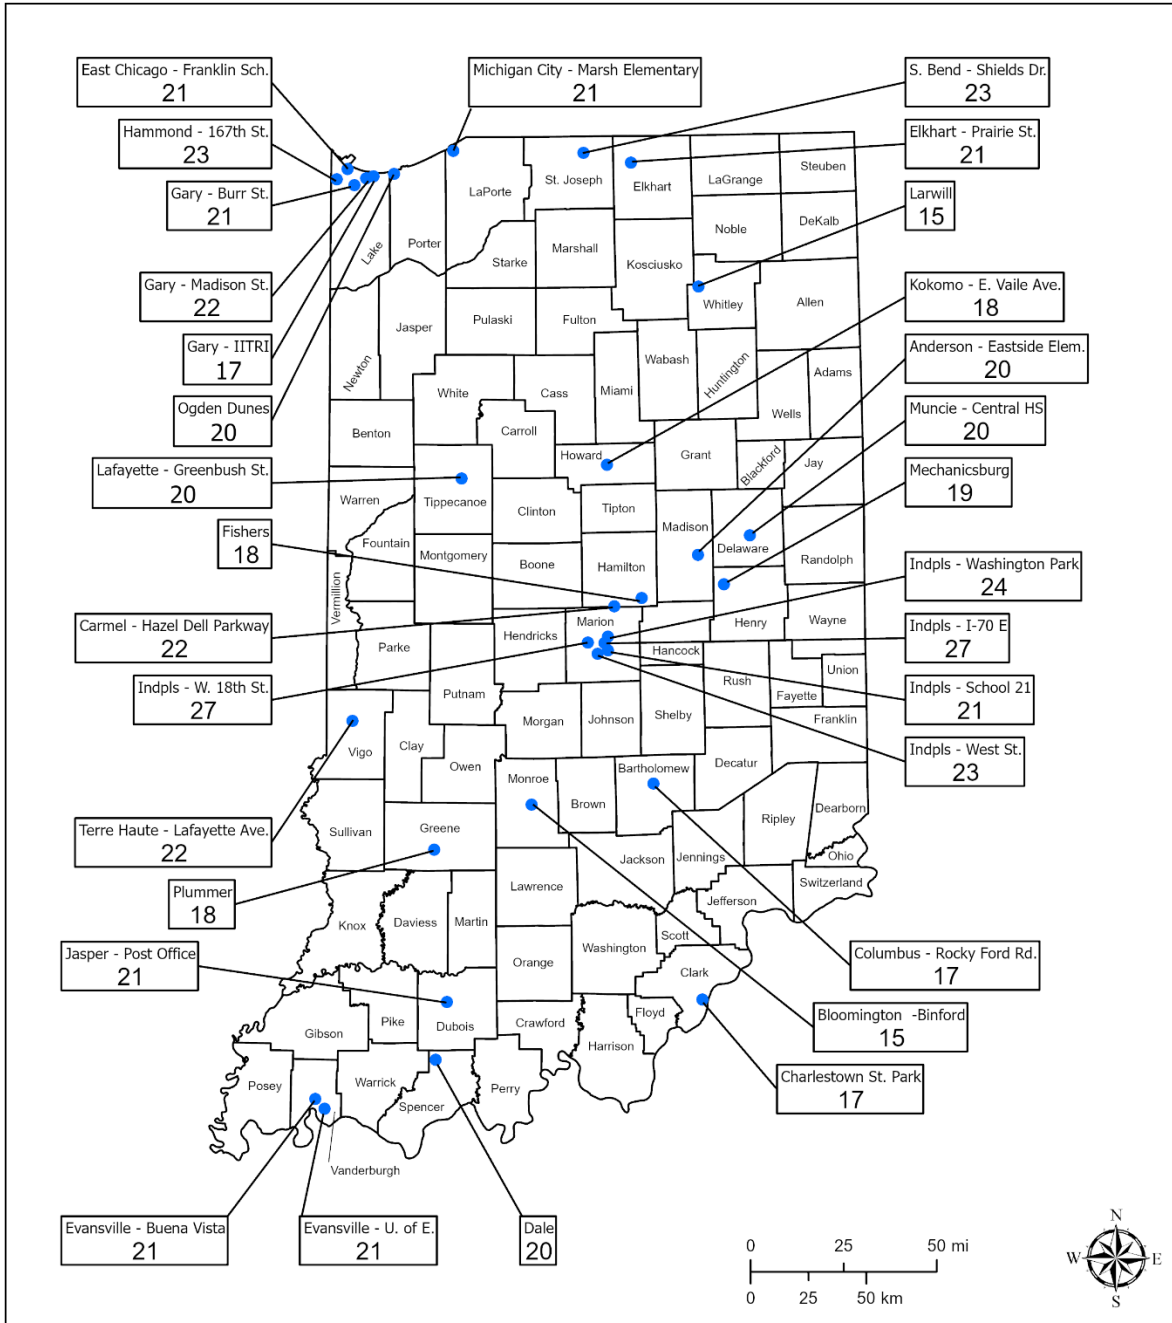 East Chicago - Franklin Sch.
21
Michigan City - Marsh Elementary
21
S. Bend - Shields Dr.
23
Hammond - 167th St.
23
Elkhart - Prairie St.
21
Gary - Burr St.
21
Larwill
15
Gary - Madison St.
22
Kokomo - E. Vaile Ave.
18
Gary - IITRI
17
Anderson - Eastside Elem.
20
Ogden Dunes
20
Muncie - Central HS
20
Lafayette - Greenbush St.
20
Mechanicsburg
19
Fishers
18
Indpls - Washington Park
24
Carmel - Hazel Dell Parkway
22
Indpls - I-70 E
27
Indpls - W. 18th St.
27
Indpls - School 21
21
Indpls - West St.
23
Terre Haute - Lafayette Ave.
22
Plummer
18
Jasper - Post Office
21
Columbus - Rocky Ford Rd.
17
Bloomington -Binford
15
Charlestown St. Park
17
Evansville - Buena Vista
21
Evansville - U. of E.
21
Dale
20
LaPorte
St. Joseph
Elkhart
LaGrange
Steuben
Lake
Porter
Starke
Marshall
Kosciusko
Noble
DeKalb
Newton
Jasper
Pulaski
Fulton
Whitley
Allen
Wabash
Huntington
Miami
Cass
White
Benton
Carroll
Wells
Adams
Howard
Grant
Blackford
Jay
Warren
Tippecanoe
Clinton
Tipton
Madison
Delaware
Randolph
Fountain
Montgomery
Boone
Hamilton
Vermillion
Parke
Putnam
Hendricks
Marion
Hancock
Henry
Wayne
Rush
Fayette
Union
Franklin
Vigo
Clay
Owen
Morgan
Johnson
Shelby
Decatur
Monroe
Brown
Bartholomew
Ripley
Dearborn
Ohio
Switzerland
Sullivan
Greene
Jackson
Jennings
Jefferson
Lawrence
Knox
Daviess
Martin
Washington
Scott
Orange
Clark
Floyd
Harrison
Crawford
Gibson
Pike
Dubois
Posey
Warrick
Spencer
Perry
Vanderburgh
0 25 50 mi
0 25 50 km
N
W
E
S